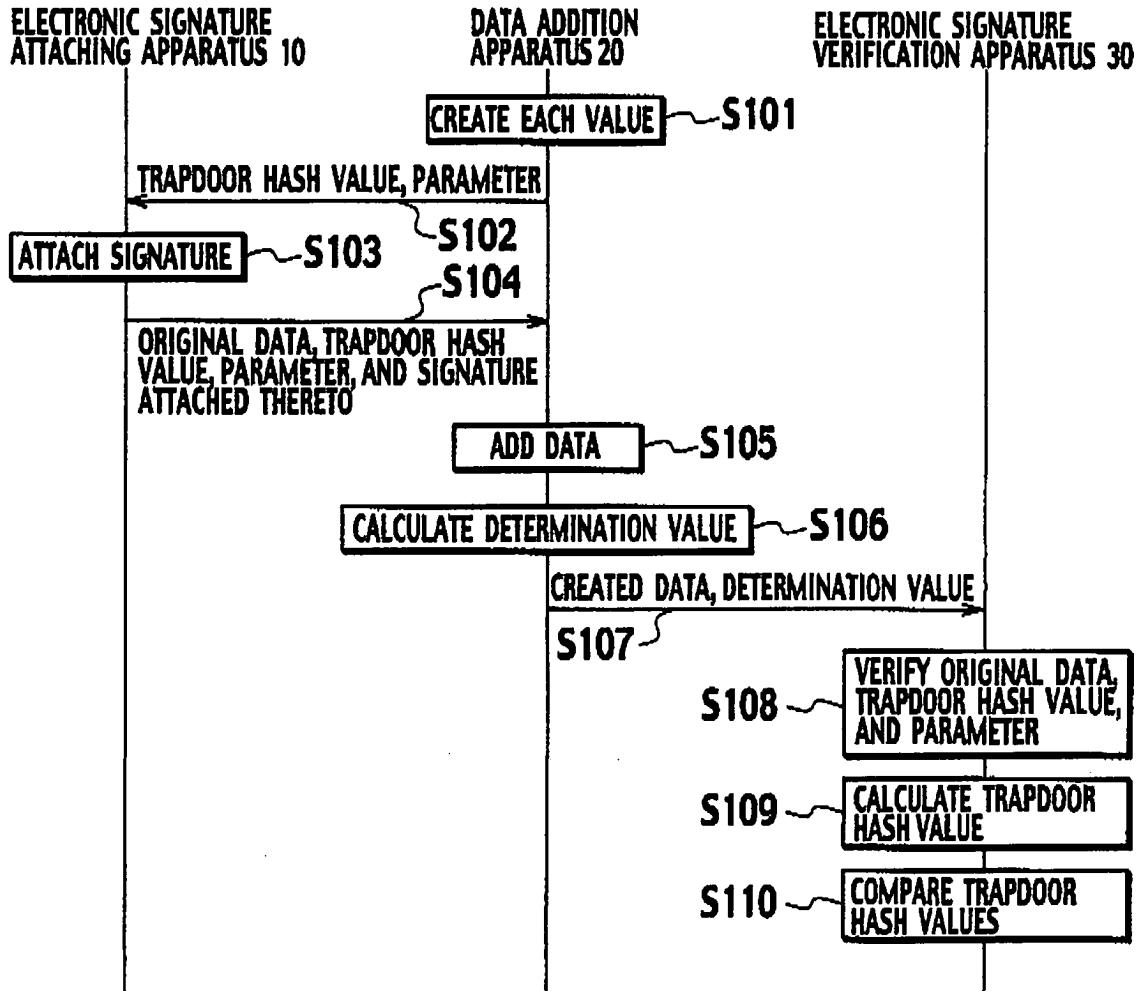 ELECTRONIC SIGNATURE
ATTACHING APPARATUS 10
DATA ADDITION
APPARATUS 20
ELECTRONIC SIGNATURE
VERIFICATION APPARATUS 30
CREATE EACH VALUE
S101
TRAPDOOR HASH VALUE, PARAMETER
S102
ATTACH SIGNATURE
S103
S104
ORIGINAL DATA, TRAPDOOR HASH
VALUE, PARAMETER, AND SIGNATURE
ATTACHED THERETO
ADD DATA
S105
CALCULATE DETERMINATION VALUE
S106
CREATED DATA, DETERMINATION VALUE
S107
VERIFY ORIGINAL DATA,
TRAPDOOR HASH VALUE,
AND PARAMETER
S108
CALCULATE TRAPDOOR
HASH VALUE
S109
COMPARE TRAPDOOR
HASH VALUES
S110